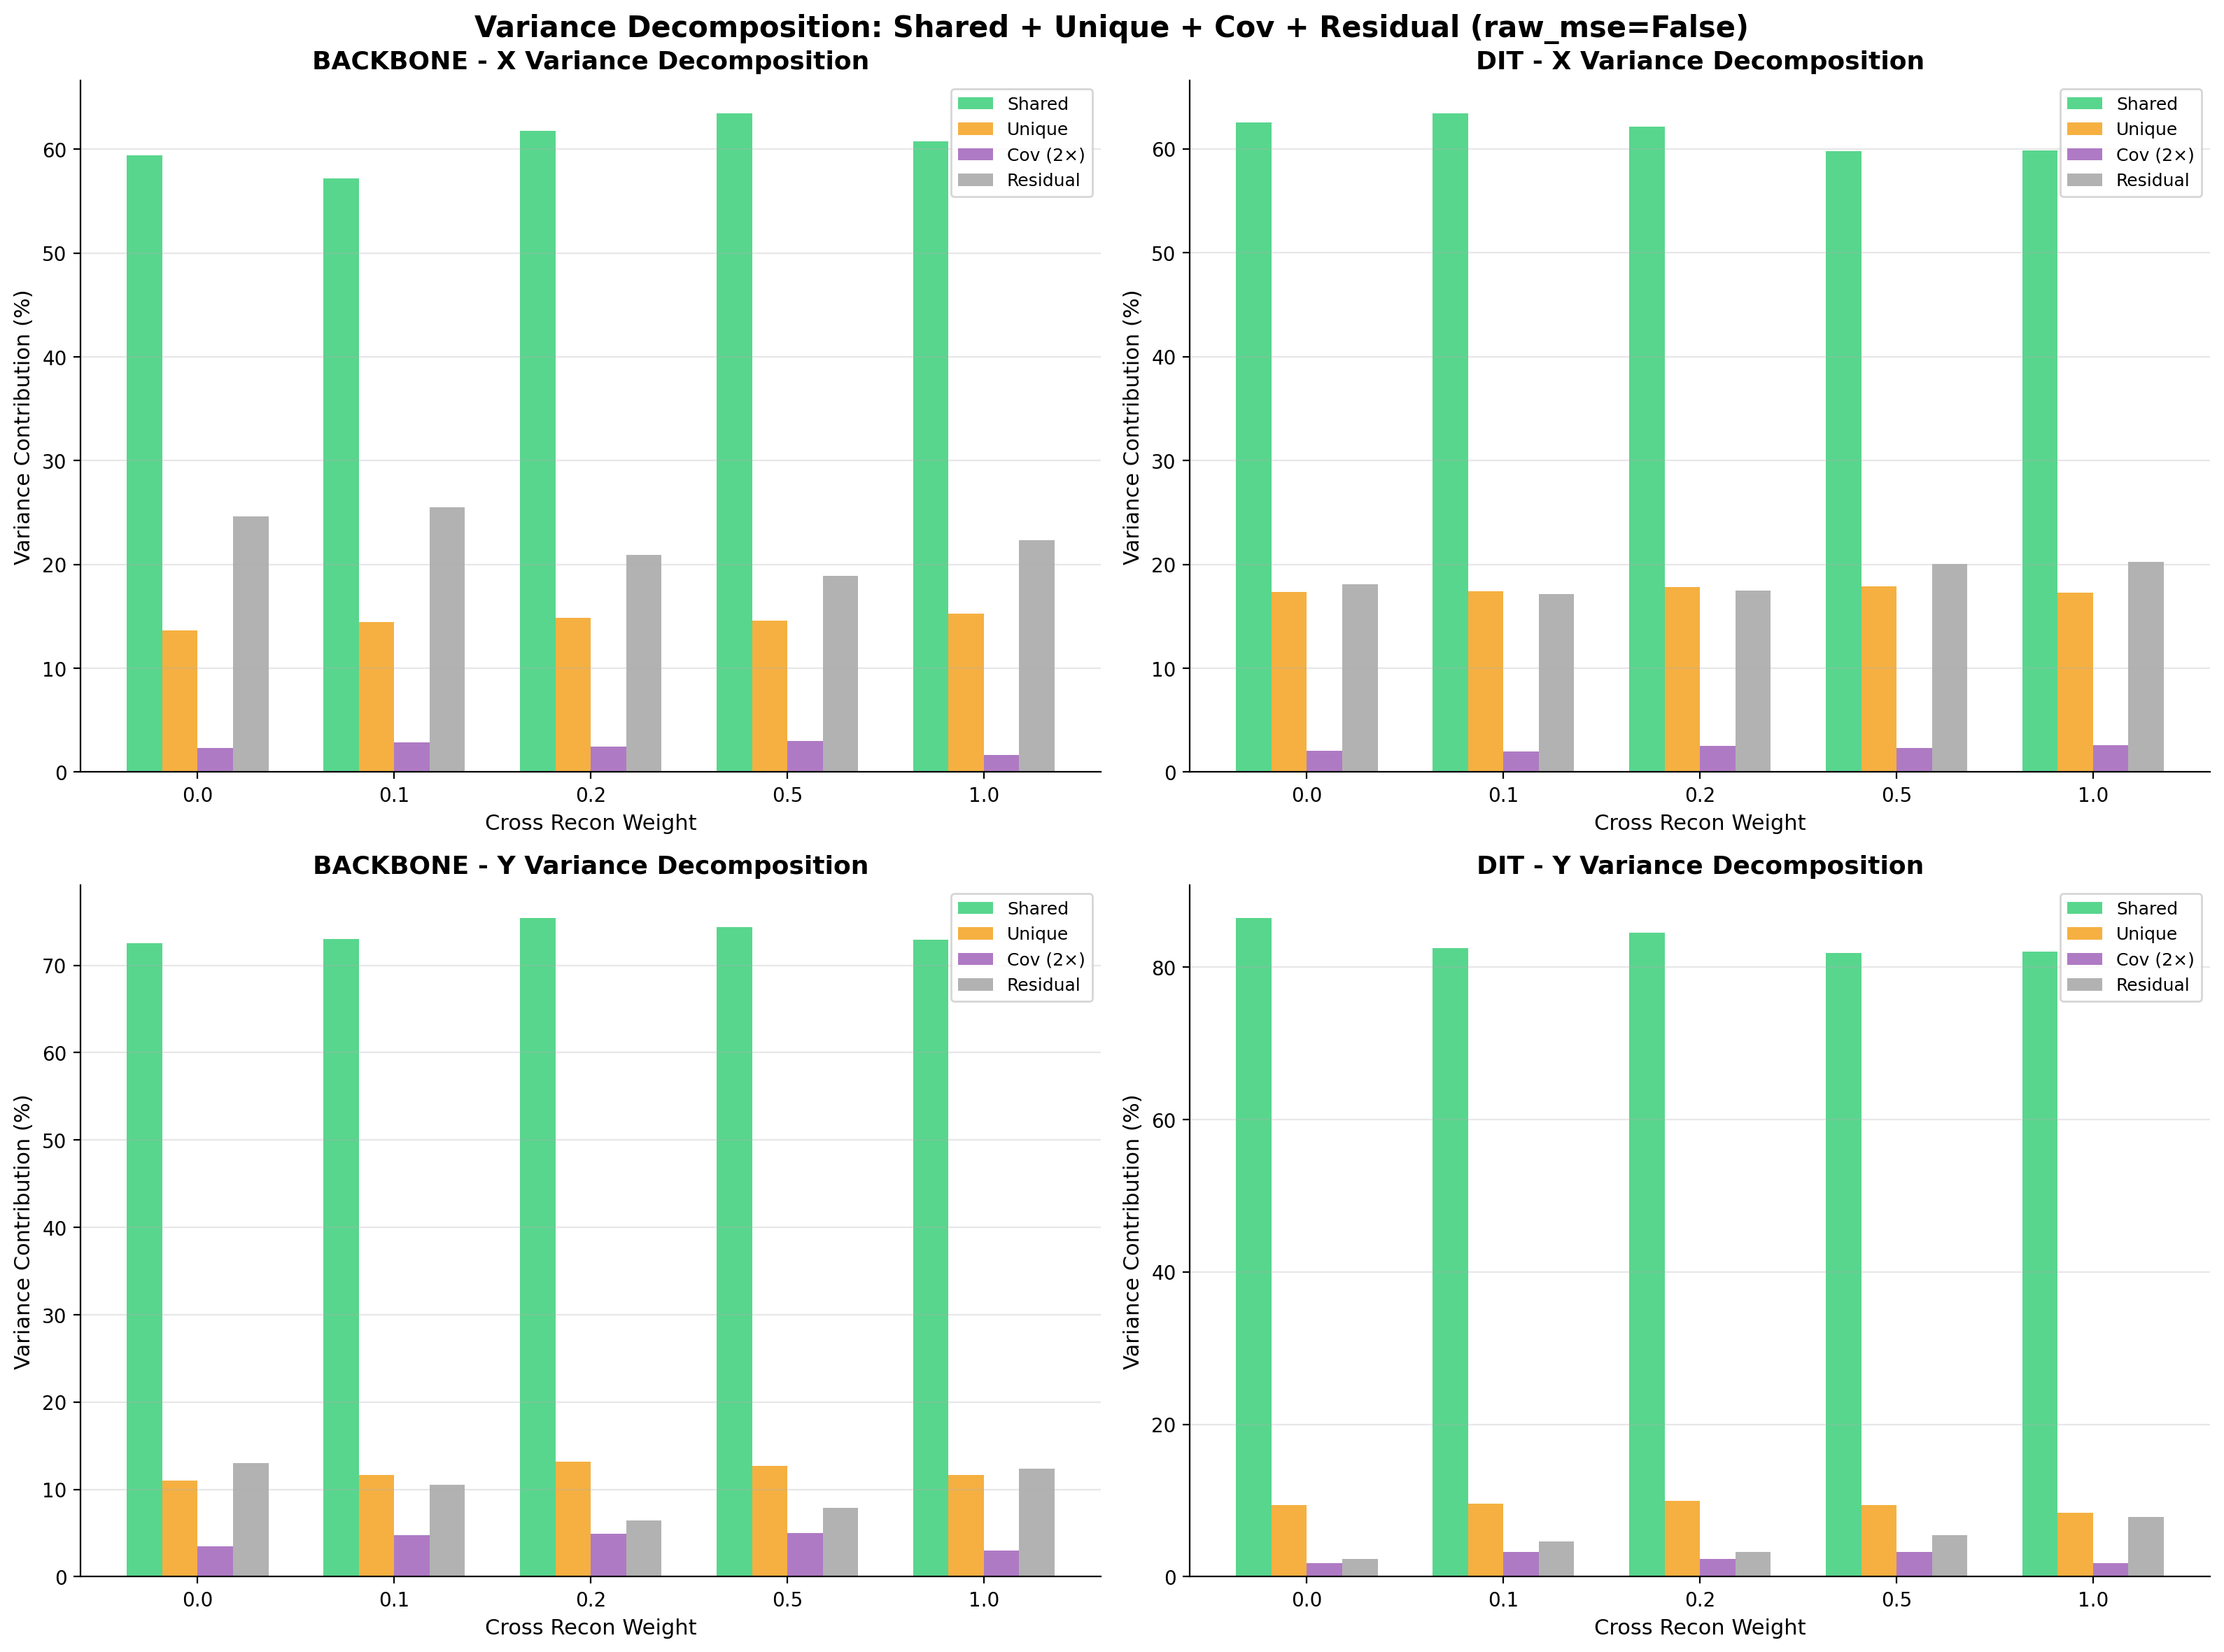 Variance Decomposition: Shared + Unique + Cov + Residual (raw_mse=False)
BACKBONE - X Variance Decomposition
Variance Contribution (%)
60
50
40
30
20
10
0
Shared
Unique
Cov (2×)
Residual
0.0 0.1 0.2 0.5 1.0
Cross Recon Weight
DIT - X Variance Decomposition
Variance Contribution (%)
60
50
40
30
20
10
0
Shared
Unique
Cov (2×)
Residual
0.0 0.1 0.2 0.5 1.0
Cross Recon Weight
BACKBONE - Y Variance Decomposition
Variance Contribution (%)
70
60
50
40
30
20
10
0
Shared
Unique
Cov (2×)
Residual
0.0 0.1 0.2 0.5 1.0
Cross Recon Weight
DIT - Y Variance Decomposition
Variance Contribution (%)
80
60
40
20
0
Shared
Unique
Cov (2×)
Residual
0.0 0.1 0.2 0.5 1.0
Cross Recon Weight